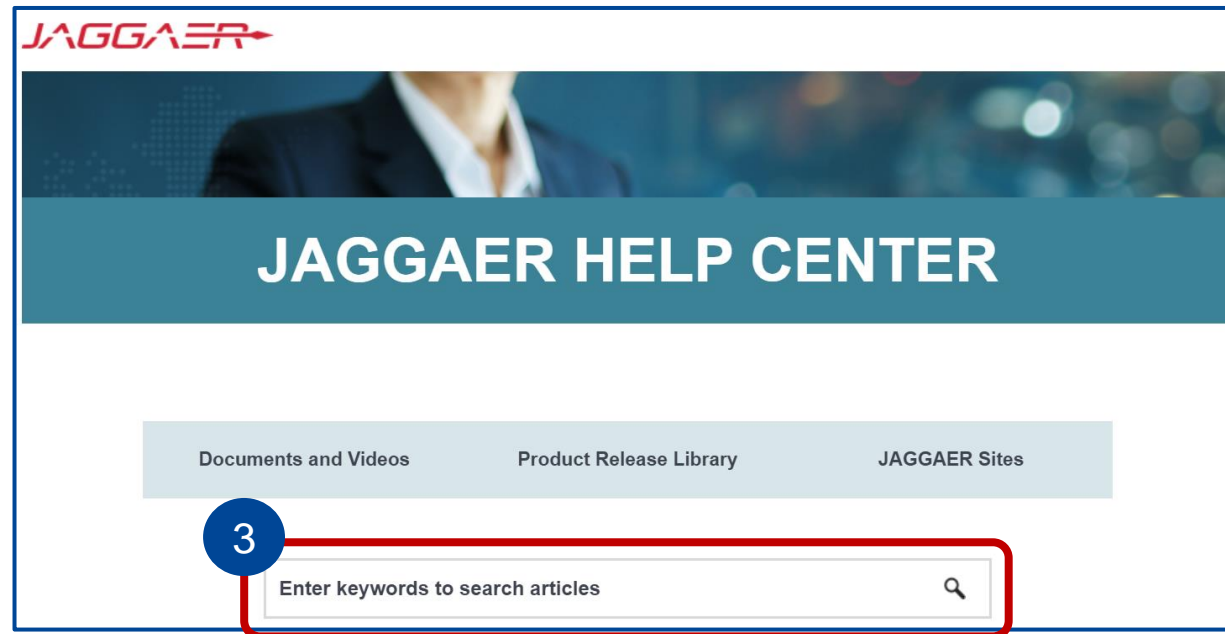 JAGGAER
JAGGAER HELP CENTER
Documents and Videos Product Release Library JAGGAER Sites
3
Enter keywords to search articles